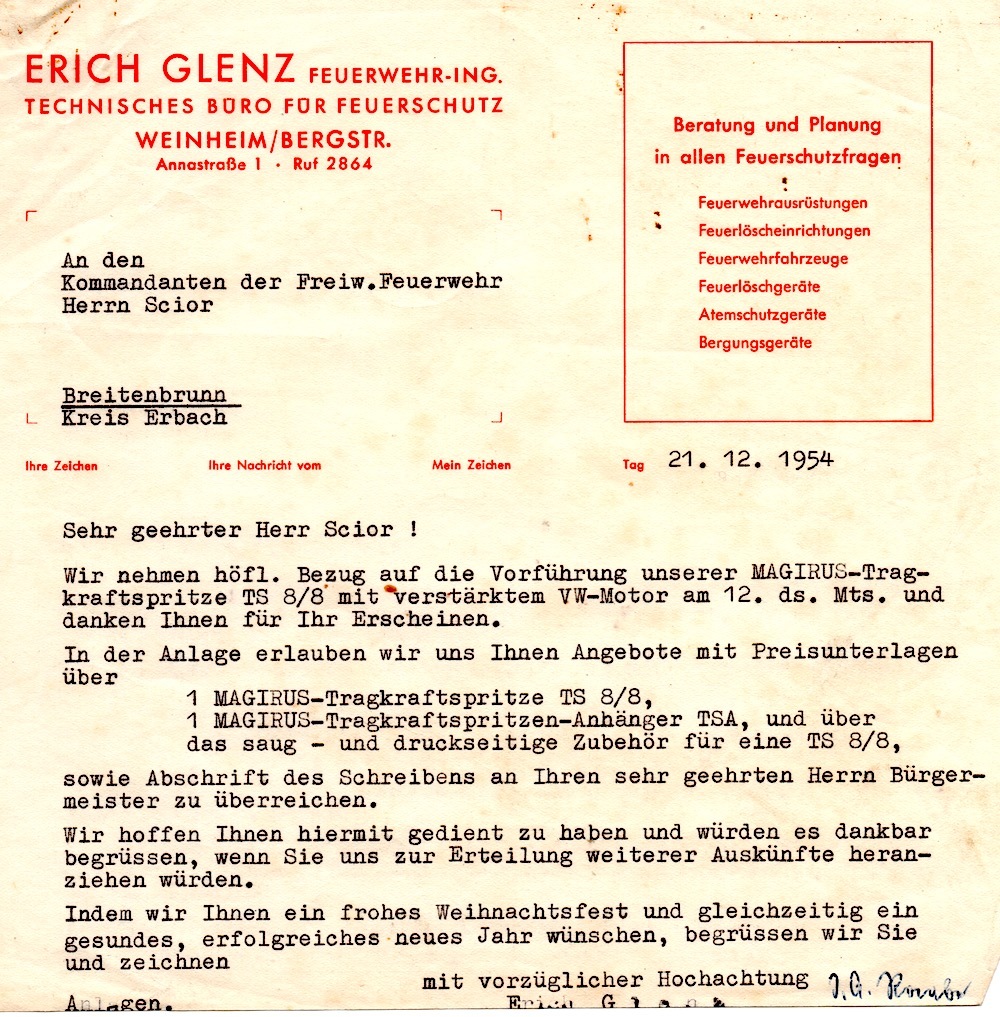 ERICH GLENZ FEUERWEHR-ING.
TECHNISCHES BÜRO FÜR FEUERSCHUTZ
WEINHEIM/BERGSTR.
Annastraße 1 · Ruf 2864
Beratung und Planung
in allen Feuerschutzfragen
Feuerwehrausrüstungen
Feuerlöscheinrichtungen
Feuerwehrfahrzeuge
Feuerlöschgeräte
Atemschutzgeräte
Bergungsgeräte
An den
Kommandanten der Freiw.Feuerwehr
Herrn Scior
Breitenbrunn
Kreis Erbach
Ihre Zeichen Ihre Nachricht vom Mein Zeichen Tag 21. 12. 1954
Sehr geehrter Herr Scior !
Wir nehmen höfl. Bezug auf die Vorführung unserer MAGIRUS-Trag-
kraftspritze TS 8/8 mit verstärktem VW-Motor am 12. ds. Mts. und
danken Ihnen für Ihr Erscheinen.
In der Anlage erlauben wir uns Ihnen Angebote mit Preisunterlagen
über
1 MAGIRUS-Tragkraftspritze TS 8/8,
1 MAGIRUS-Tragkraftspritzen-Anhänger TSA, und über
das saug - und druckseitige Zubehör für eine TS 8/8,
sowie Abschrift des Schreibens an Ihren sehr geehrten Herrn Bürger-
meister zu überreichen.
Wir hoffen Ihnen hiermit gedient zu haben und würden es dankbar
begrüssen, wenn Sie uns zur Erteilung weiterer Auskünfte heran-
ziehen würden.
Indem wir Ihnen ein frohes Weihnachtsfest und gleichzeitig ein
gesundes, erfolgreiches neues Jahr wünschen, begrüssen wir Sie
und zeichnen
mit vorzüglicher Hochachtung
Anlagen. Erich Glenz